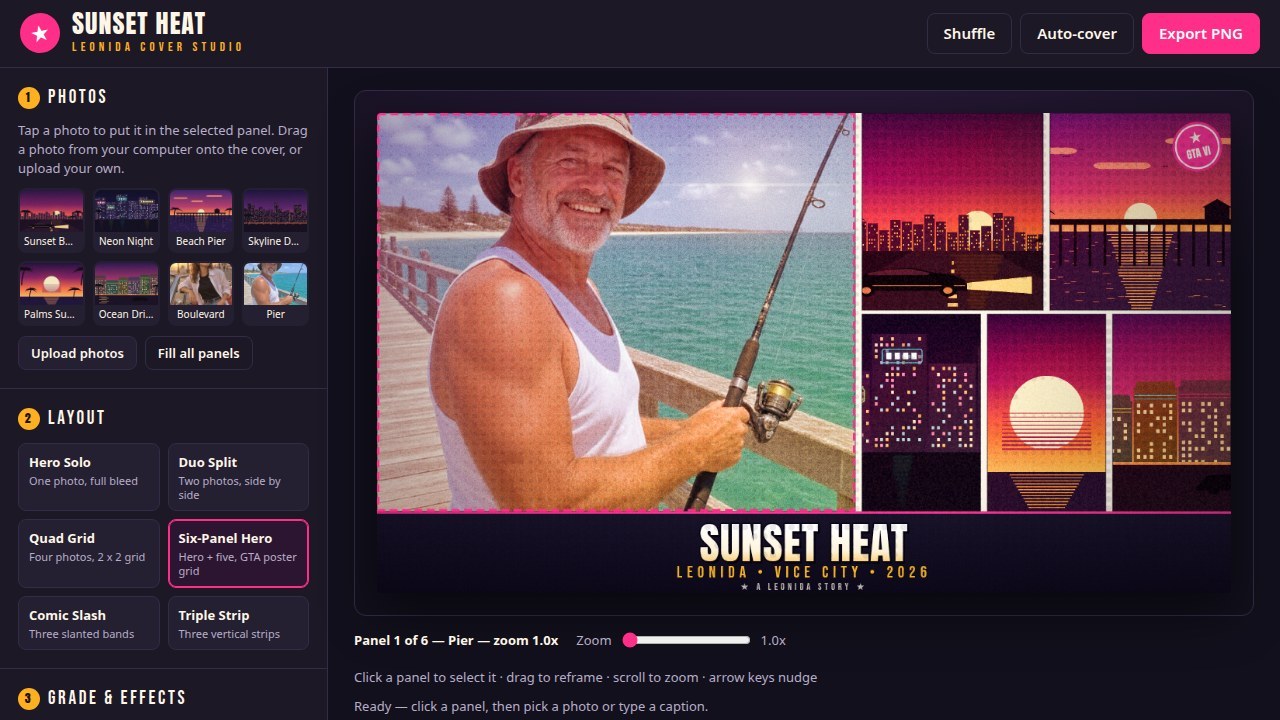 SUNSET HEAT
LEONIDA COVER STUDIO
Shuffle
Auto-cover
Export PNG
1 PHOTOS
Tap a photo to put it in the selected panel. Drag
a photo from your computer onto the cover, or
upload your own.
Sunset B...
Neon Night
Beach Pier
Skyline D...
Palms Su...
Ocean Dri...
Boulevard
Pier
Upload photos
Fill all panels
2 LAYOUT
Hero Solo
One photo, full bleed
Duo Split
Two photos, side by
side
Quad Grid
Four photos, 2 x 2 grid
Six-Panel Hero
Hero + five, GTA poster
grid
Comic Slash
Three slanted bands
Triple Strip
Three vertical strips
3 GRADE & EFFECTS
GTA VI
SUNSET HEAT
LEONIDA • VICE CITY • 2026
★ A LEONIDA STORY ★
Panel 1 of 6 — Pier — zoom 1.0x
Zoom
1.0x
Click a panel to select it · drag to reframe · scroll to zoom · arrow keys nudge
Ready — click a panel, then pick a photo or type a caption.